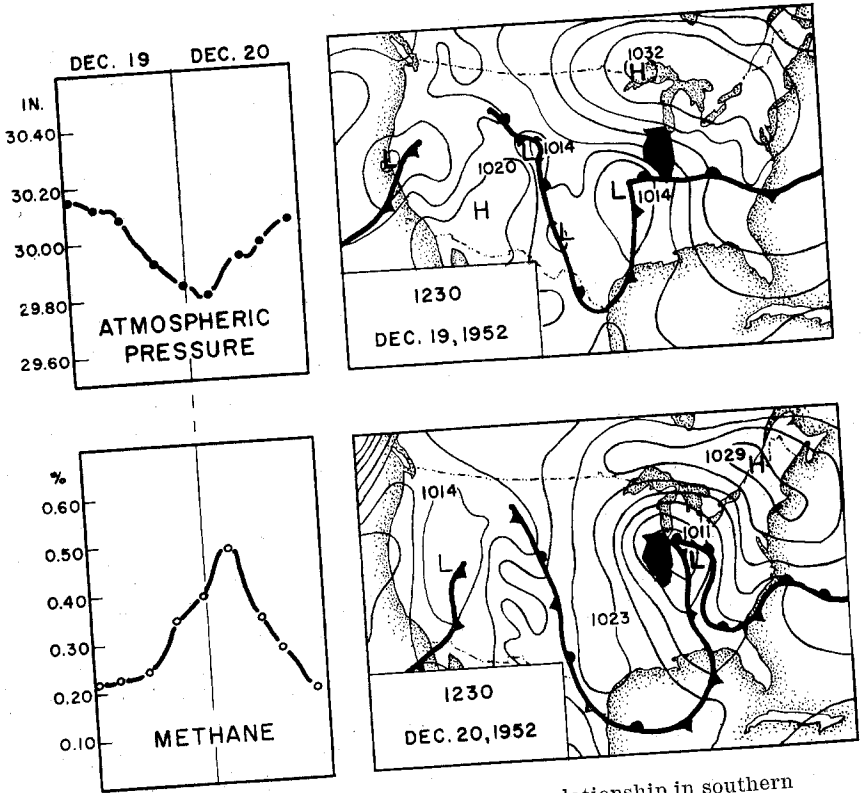 DEC. 19 DEC. 20
IN.
30.40
30.20
30.00
29.80
29.60
ATMOSPHERIC
PRESSURE
1032
H
L
L
1014
1020
H
L
L
1014
1230
DEC. 19, 1952
%
0.60
0.50
0.40
0.30
0.20
0.10
METHANE
1029
H
1014
1011
L
L
1023
1230
DEC. 20, 1952
in southern